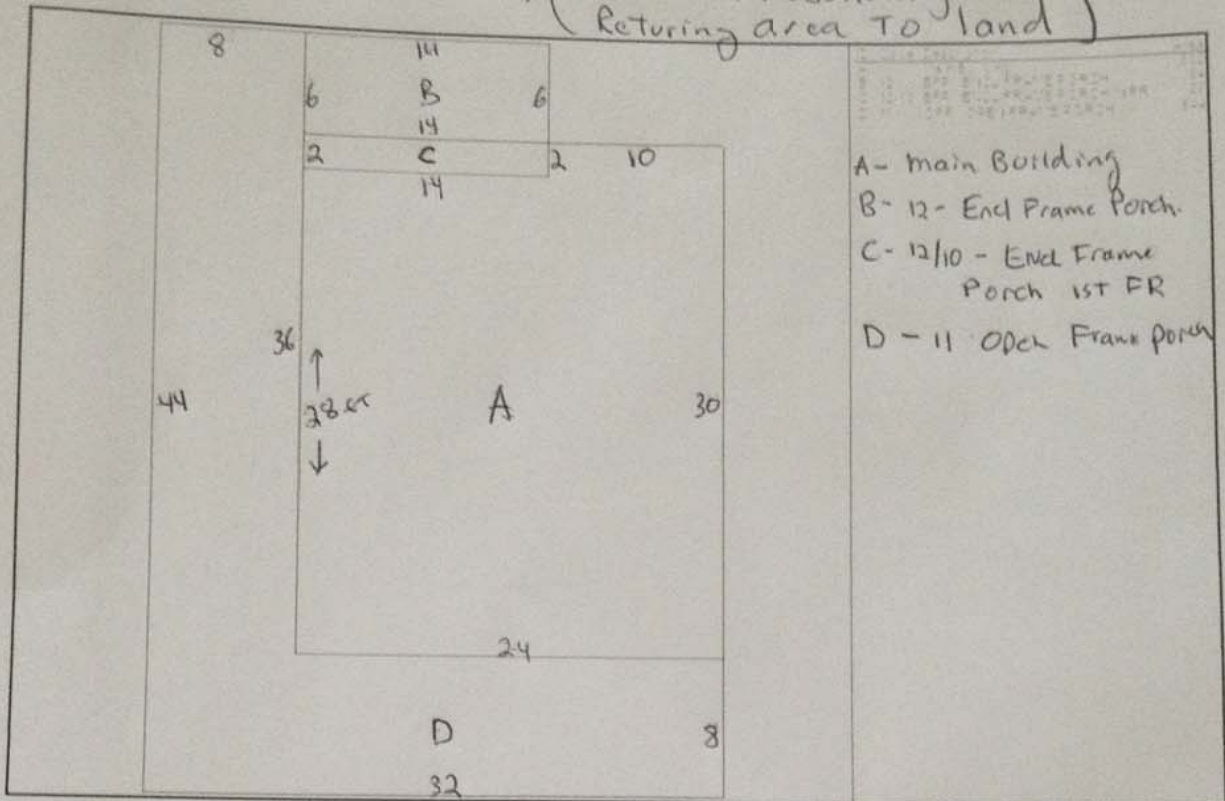 ( Returing area To land )
8
14
6 B 6
14
2 C 2 10
14
36
28 FT
44
A
30
24
D
8
32
A- main Building
B- 12- Encl Frame Porch.
C- 12/10 - Encl Frame
Porch 1ST FR
D - 11 Open Frame porch